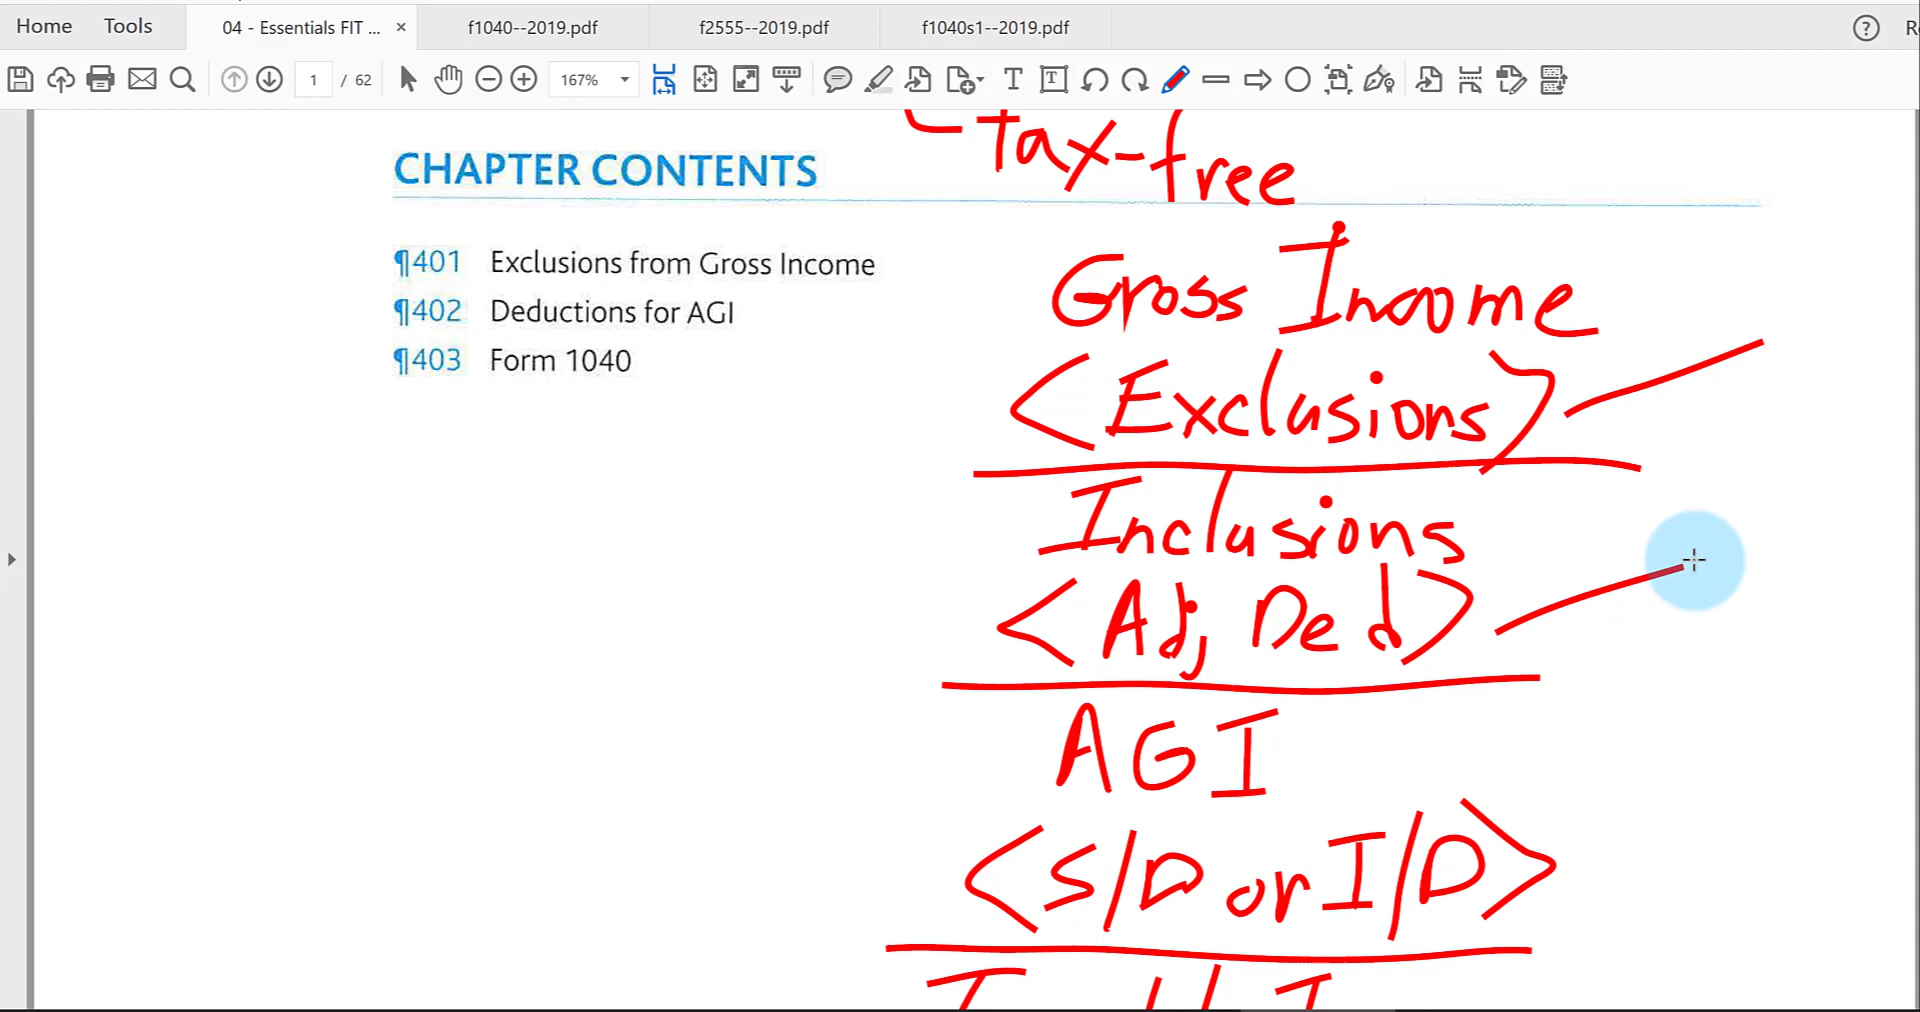 Home Tools 04 - Essentials FIT ... × f1040--2019.pdf f2555--2019.pdf f1040s1--2019.pdf ?
1 / 62 167%
tax-free
CHAPTER CONTENTS
¶401 Exclusions from Gross Income
¶402 Deductions for AGI
¶403 Form 1040
Gross Income
<Exclusions>
Inclusions
<Adj, Ded>
AGI
<S/D or I/D>